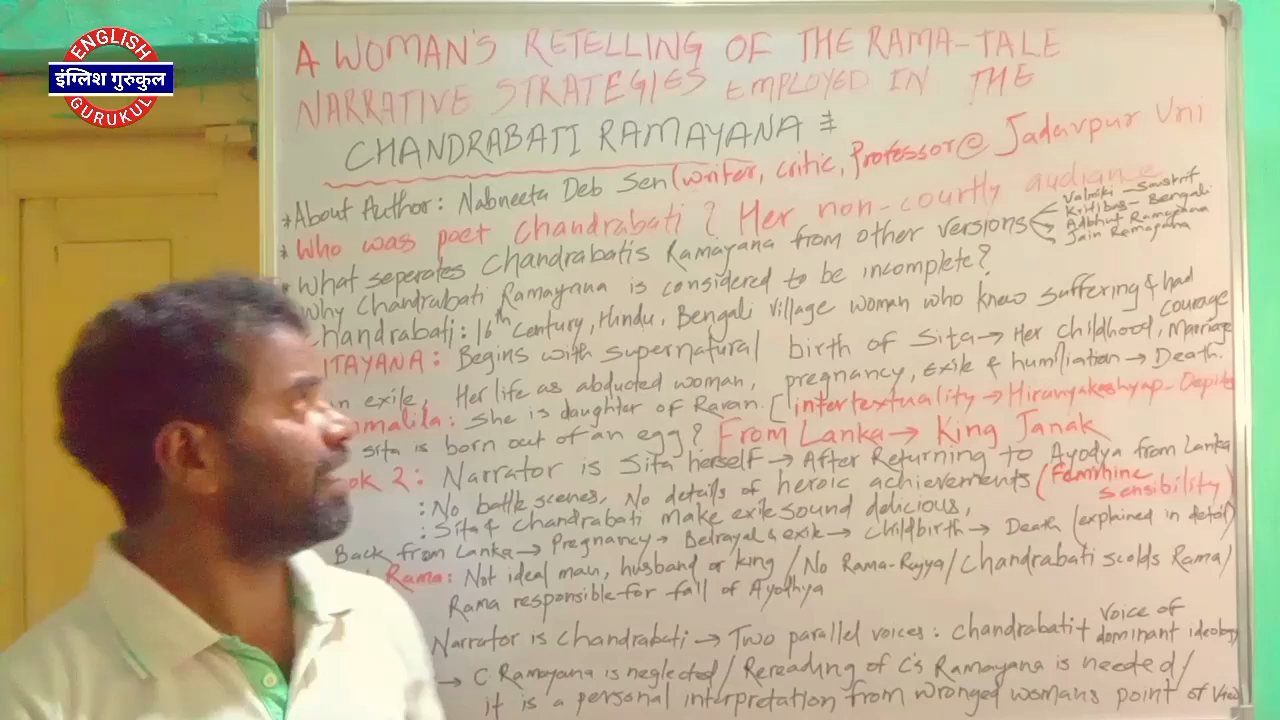 ENGLISH
इंग्लिश गुरुकुल
GURUKUL
A WOMAN'S RETELLING OF THE RAMA-TALE
NARRATIVE STRATEGIES EMPLOYED IN THE
CHANDRABATI RAMAYANA
*About Author: Nabneeta Deb Sen (writer, critic, Professor@ Jadavpur Uni
* Who was poet Chandrabati? Her non-courtly audiance
* What seperates Chandrabatis Ramayana from other versions
Valmiki - Sanskrit
Kritibas - Bengali
Adbhut Ramayana
Jain Ramayana
Why Chandrabati Ramayana is considered to be incomplete?
Chandrabati: 16th Century, Hindu, Bengali Village woman who knew suffering & had courage
ITAYANA: Begins with supernatural birth of Sita → Her childhood, Marriage
n exile, Her life as abducted woman, pregnancy, exile & humiliation → Death.
malila: She is daughter of Ravan. [intertextuality → Hiranyakeshyap-
sita is born out of an egg? From Lanka → King Janak
ok 2: Narrator is Sita herself → After Returning to Ayodya from Lanka
: No battle scenes, No details of heroic achievements (Feminine sensibility)
: Sita & Chandrabati make exile sound delicious,
Back from Lanka → Pregnancy → Betrayal & exile → Childbirth → Death (explained in detail)
Rama: Not ideal man, husband or king / No Rama-Rajya / Chandrabati scolds Rama /
Rama responsible for fall of Ayodhya
Narrator is Chandrabati → Two parallel voices: Chandrabati + Voice of dominant ideology
→ C Ramayana is neglected / Rereading of C's Ramayana is needed /
it is a personal interpretation from wronged womans point of view